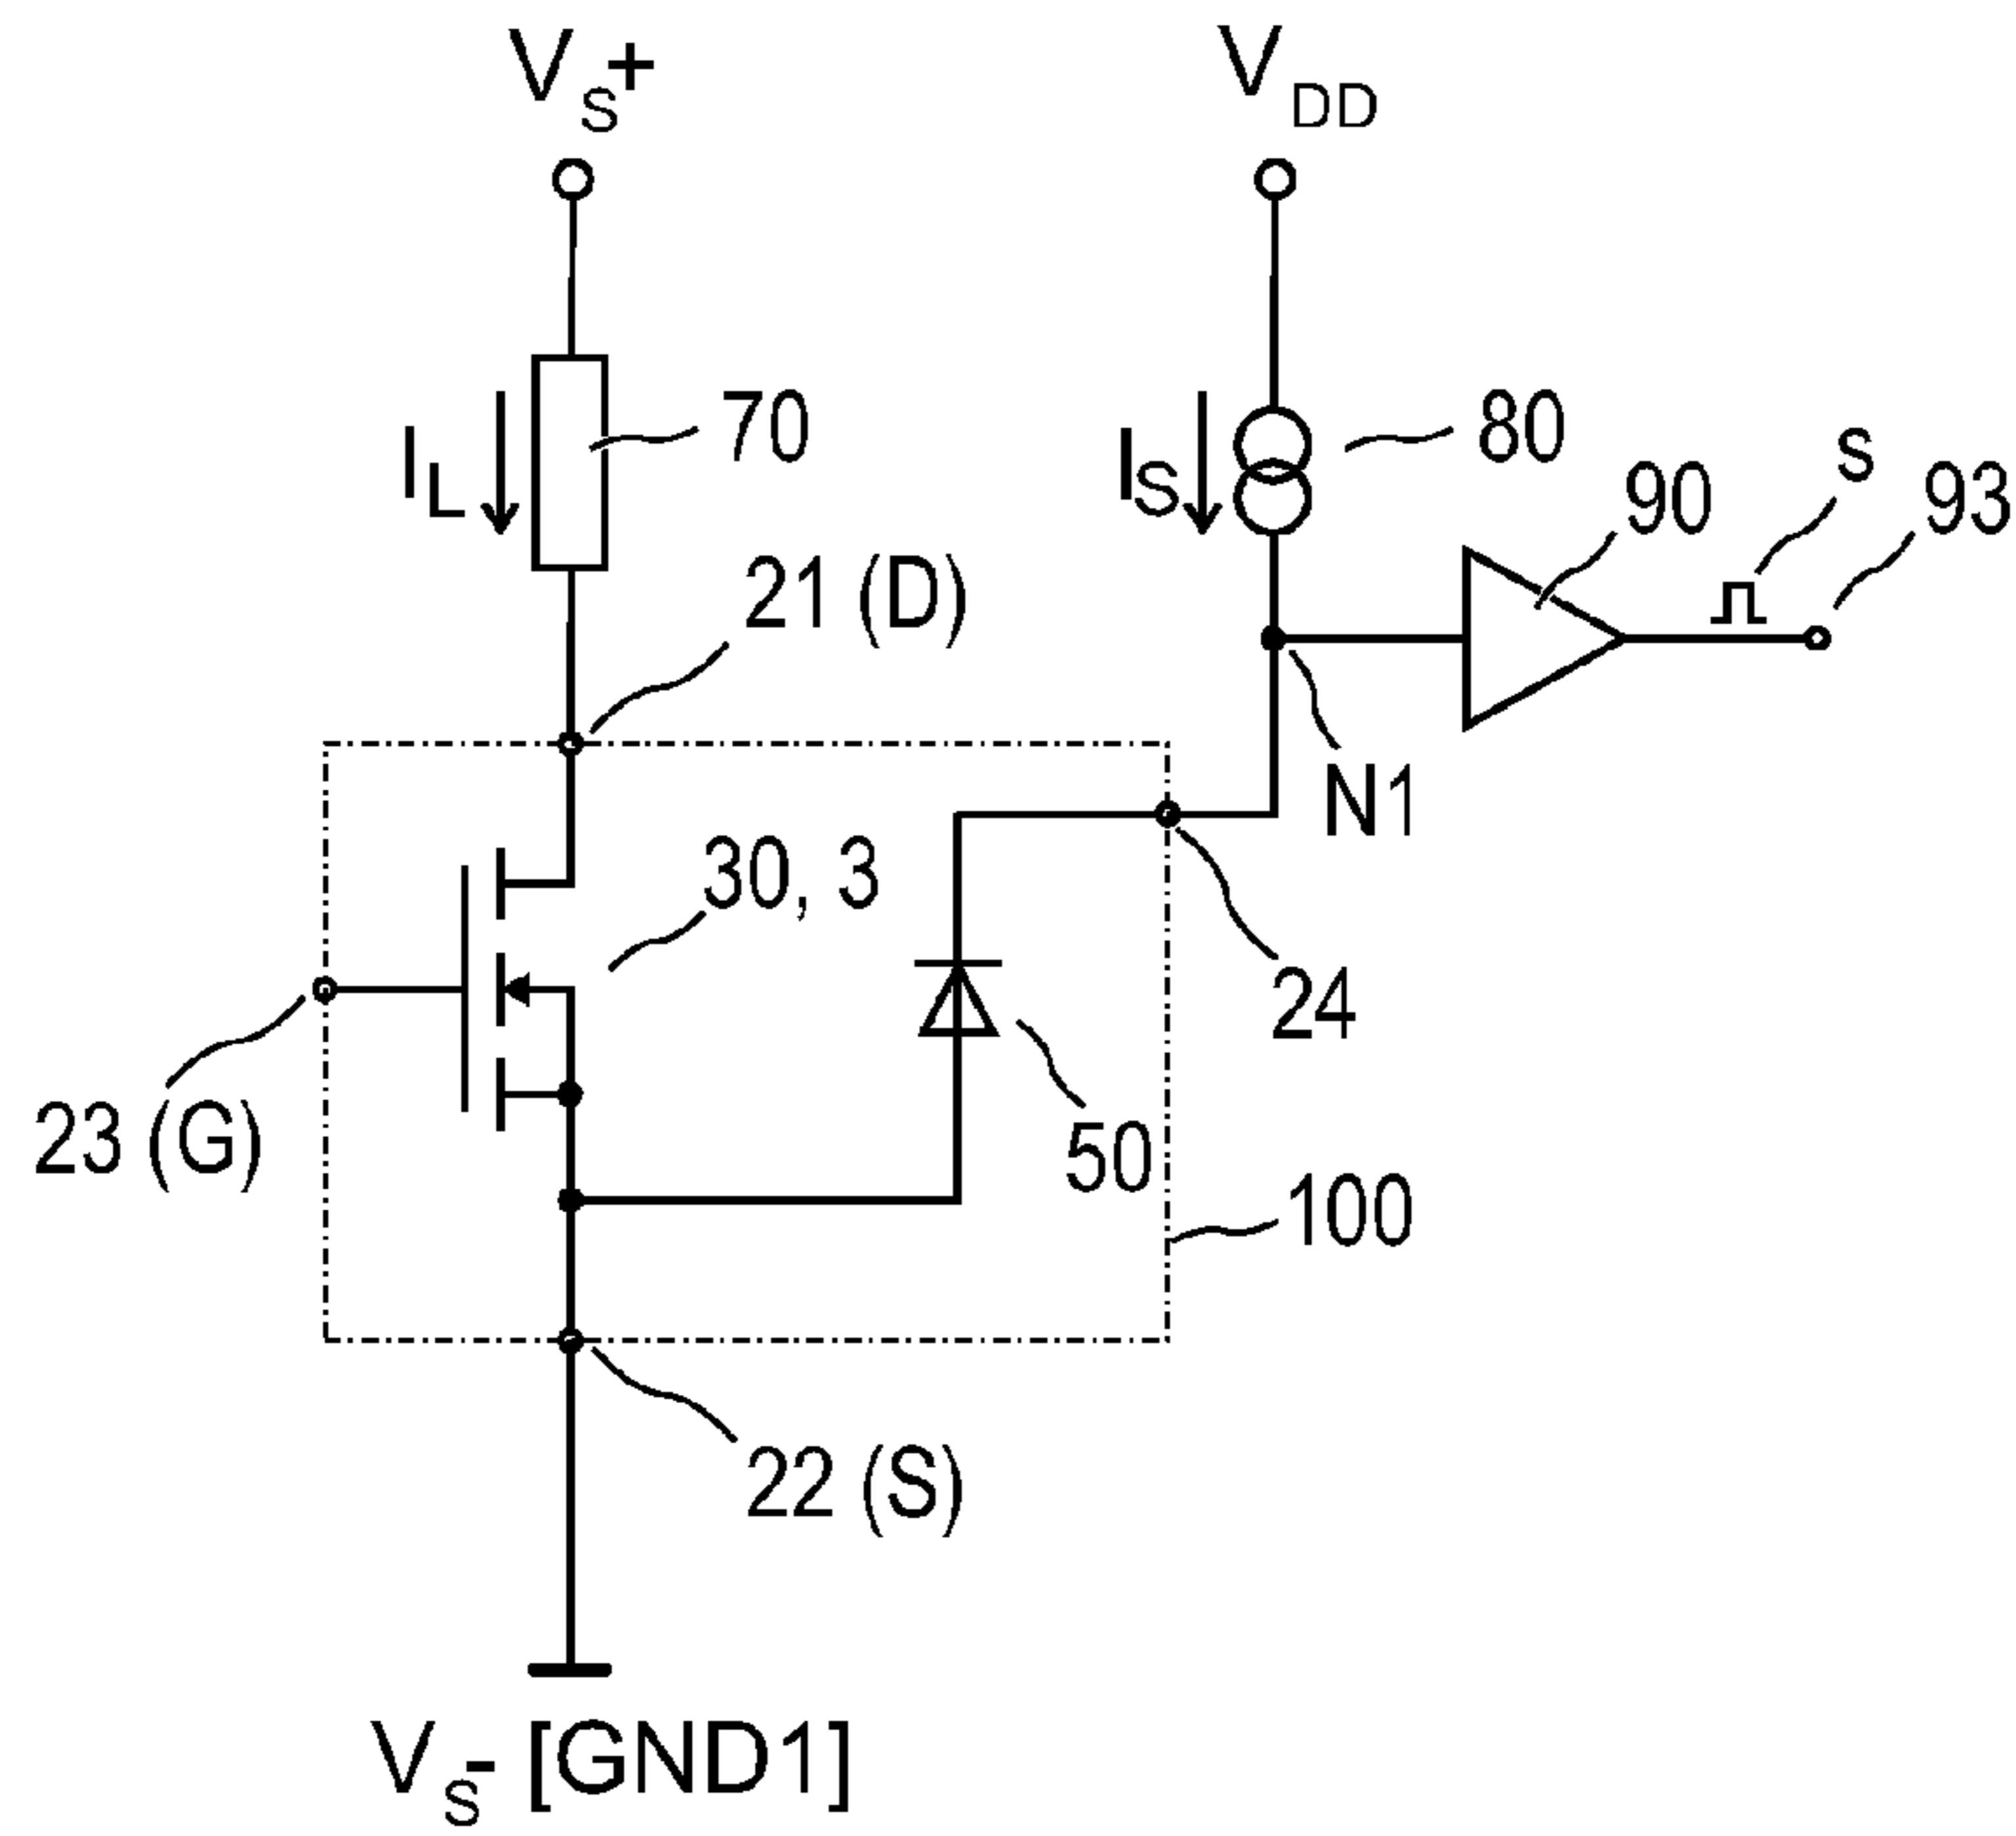 VS+
VDD
IL
70
IS
80
90
s
93
21 (D)
N1
30, 3
24
23 (G)
50
100
22 (S)
VS- [GND1]